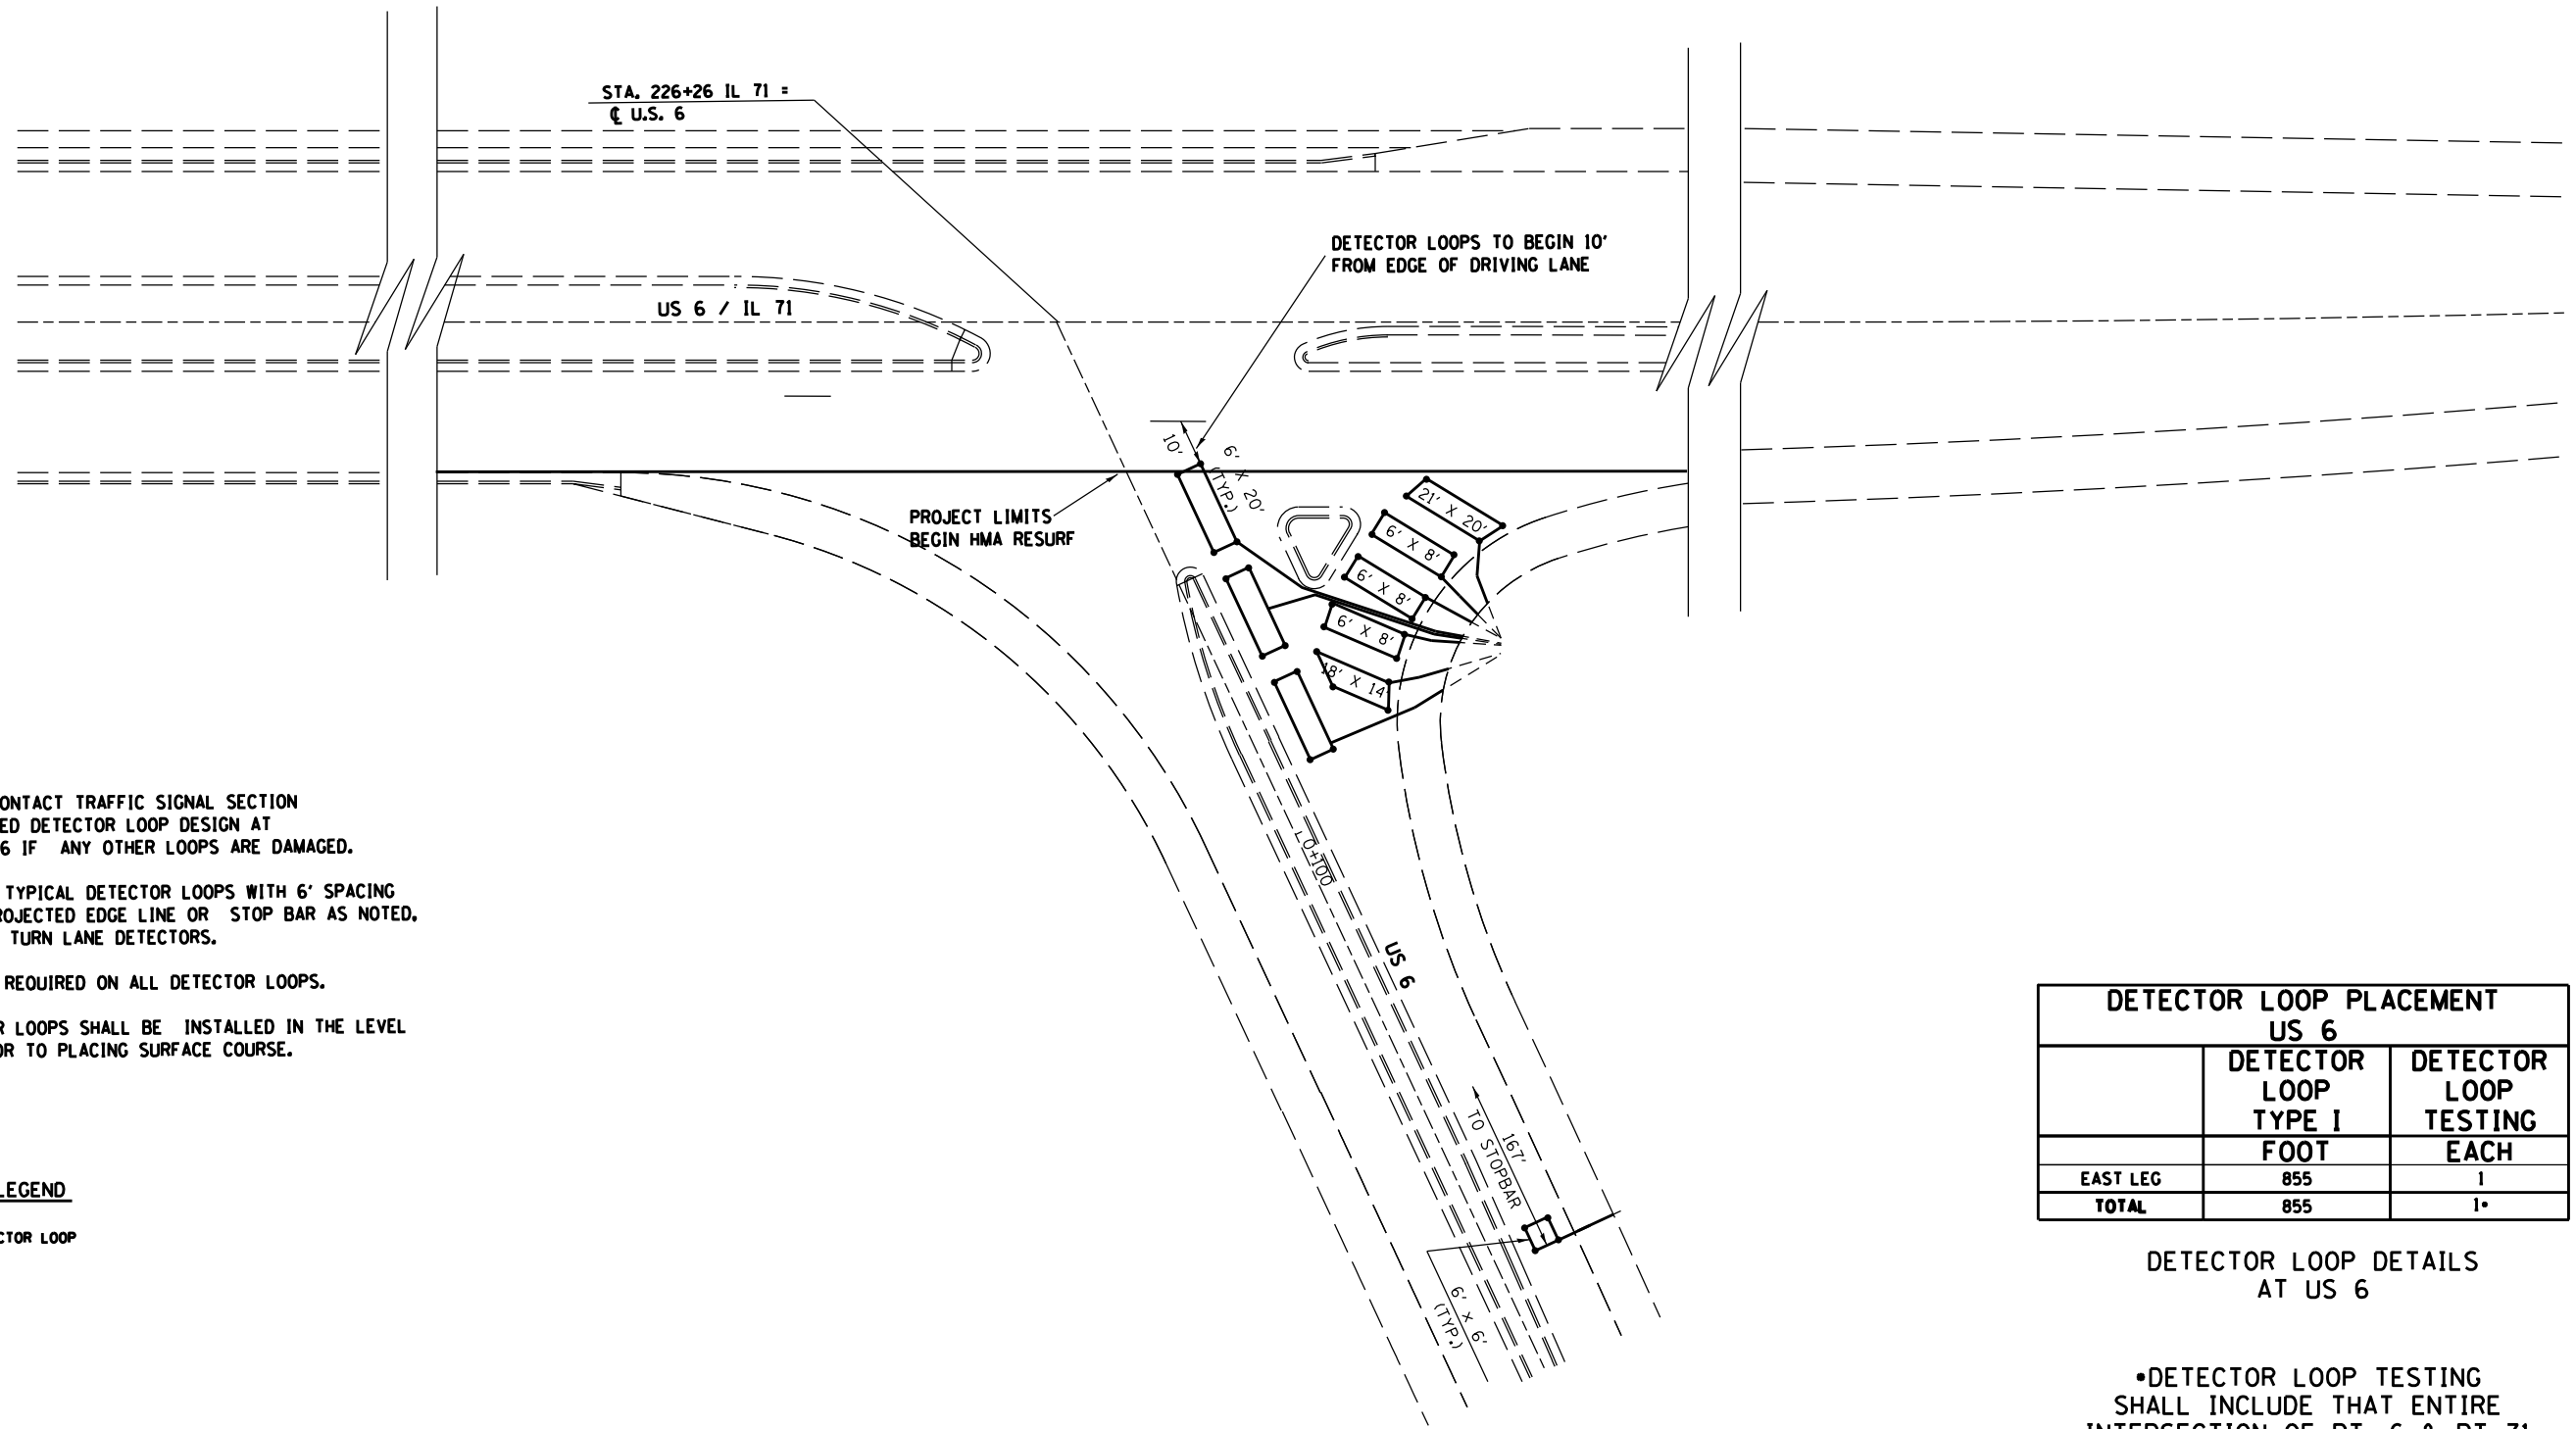 STA. 226+26 IL 71 =
℄ U.S. 6
DETECTOR LOOPS TO BEGIN 10'
FROM EDGE OF DRIVING LANE
US 6 / IL 71
10'
6' X 20'
(TYP.)
PROJECT LIMITS
BEGIN HMA RESURF
21' X 20'
6' X 8'
6' X 8'
6' X 8'
18' X 14'
ONTACT TRAFFIC SIGNAL SECTION
ED DETECTOR LOOP DESIGN AT
6 IF ANY OTHER LOOPS ARE DAMAGED.
TYPICAL DETECTOR LOOPS WITH 6' SPACING
ROJECTED EDGE LINE OR STOP BAR AS NOTED.
TURN LANE DETECTORS.
REQUIRED ON ALL DETECTOR LOOPS.
R LOOPS SHALL BE INSTALLED IN THE LEVEL
OR TO PLACING SURFACE COURSE.
LEGEND
CTOR LOOP
L0+100
US 6
167'
TO STOPBAR
6' X 6'
(TYP.)
DETECTOR LOOP PLACEMENT
US 6
DETECTOR LOOP TYPE I
DETECTOR LOOP TESTING
FOOT EACH
EAST LEG 855 1
TOTAL 855 1*
DETECTOR LOOP DETAILS
AT US 6
*DETECTOR LOOP TESTING
SHALL INCLUDE THAT ENTIRE
INTERSECTION OF RT. 6 & RT 71